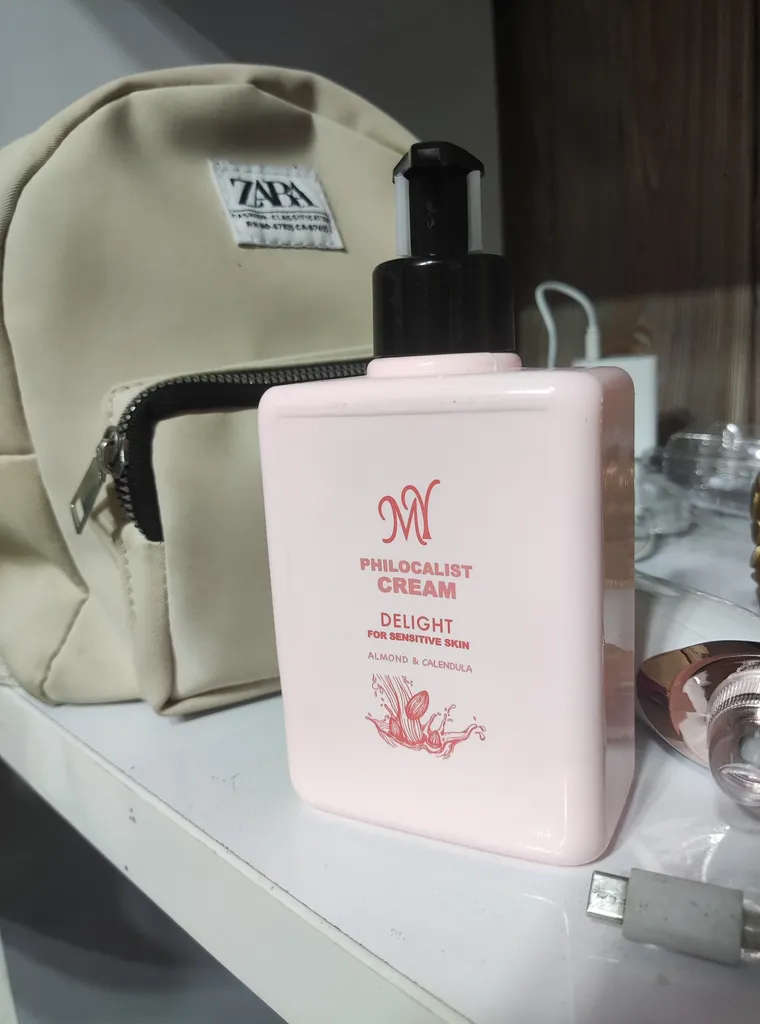 ZARA
MY
PHILOCALIST
CREAM
DELIGHT
FOR SENSITIVE SKIN
ALMOND & CALENDULA